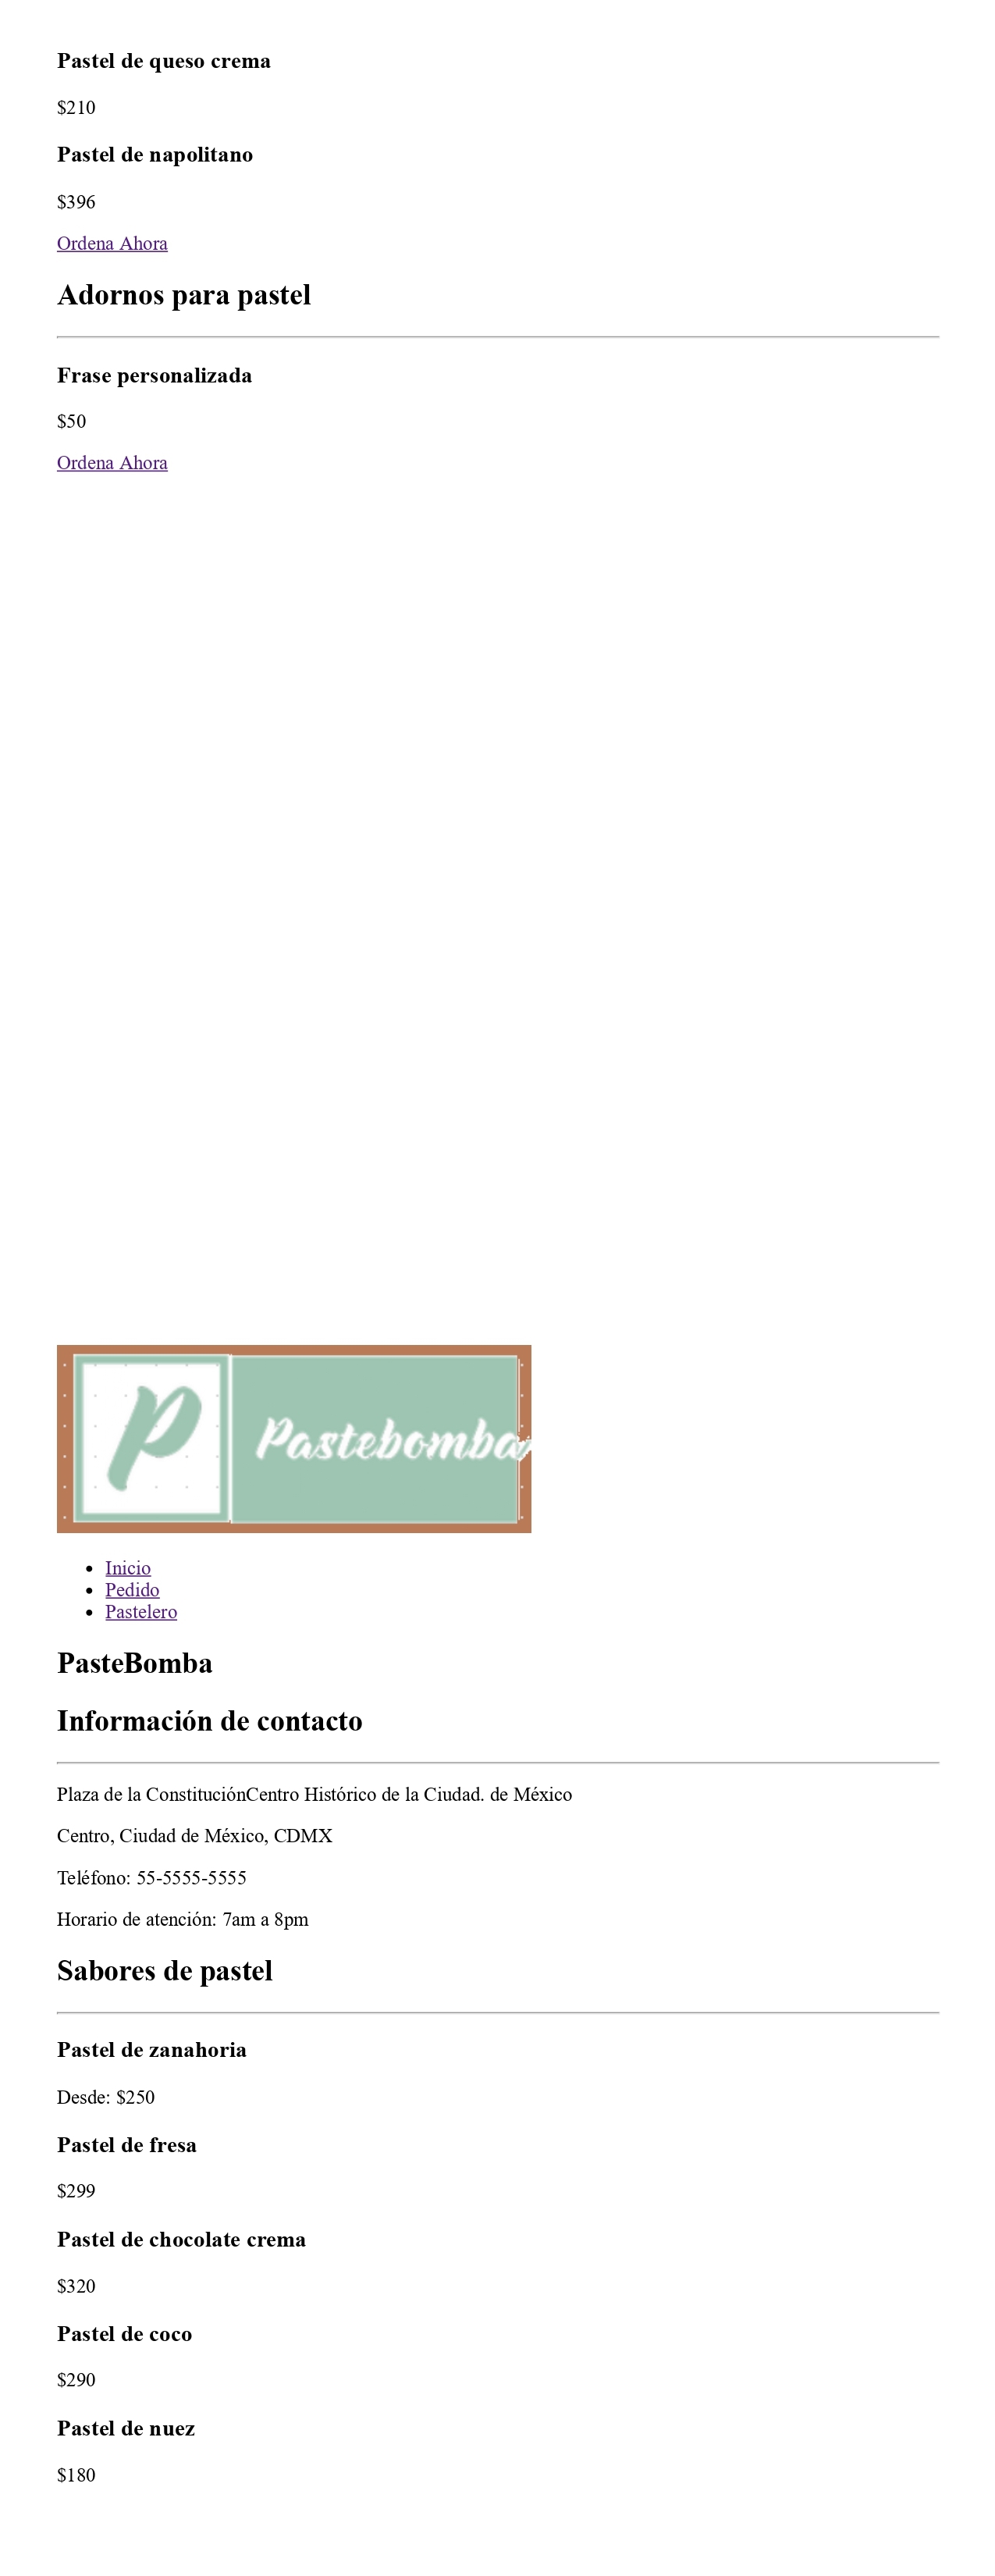 Pastel de queso crema
$210
Pastel de napolitano
$396
Ordena Ahora
Adornos para pastel
Frase personalizada
$50
Ordena Ahora
P
Pastebomba
Inicio
Pedido
Pastelero
PasteBomba
Información de contacto
Plaza de la ConstituciónCentro Histórico de la Ciudad. de México
Centro, Ciudad de México, CDMX
Teléfono: 55-5555-5555
Horario de atención: 7am a 8pm
Sabores de pastel
Pastel de zanahoria
Desde: $250
Pastel de fresa
$299
Pastel de chocolate crema
$320
Pastel de coco
$290
Pastel de nuez
$180